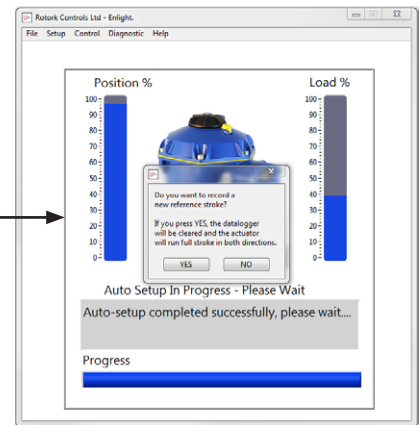 Rotork Controls Ltd - Enlight.
File Setup Control Diagnostic Help
Position % Load %
100 100
90 90
80 80
70 70
60 60
50 50
40 40
30 30
20 20
10 10
0 0
Do you want to record a
new reference stroke?
If you press YES, the datalogger
will be cleared and the actuator
will run full stroke in both directions.
YES NO
Auto Setup In Progress - Please Wait
Auto-setup completed successfully, please wait....
Progress